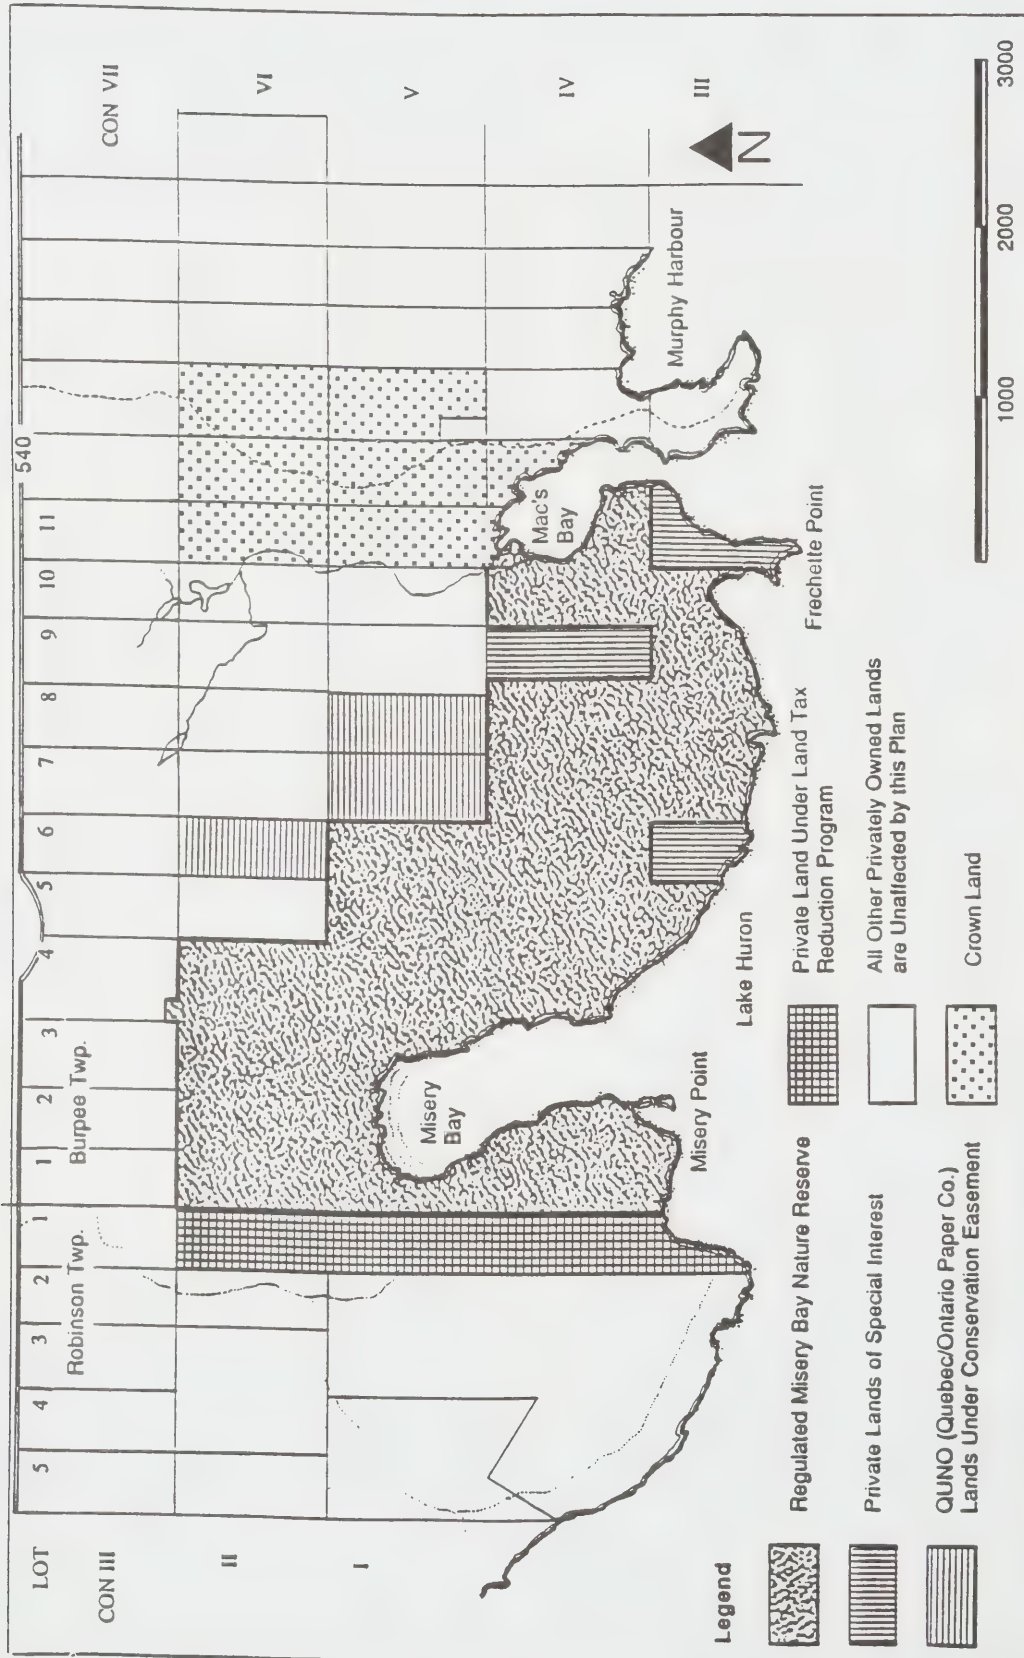 LOT
5
4
3
2
1
1
2
3
4
5
6
7
8
9
10
11
540
Robinson Twp.
Burpee Twp.
CON III
II
I
CON VII
VI
V
IV
III
Misery
Bay
Mac's
Bay
Murphy Harbour
Misery Point
Lake Huron
Frechette Point
N
Legend
Regulated Misery Bay Nature Reserve
Private Lands of Special Interest
QUNO (Quebec/Ontario Paper Co.)
Lands Under Conservation Easement
Private Land Under Land Tax
Reduction Program
All Other Privately Owned Lands
are Unaffected by this Plan
Crown Land
1000
2000
3000